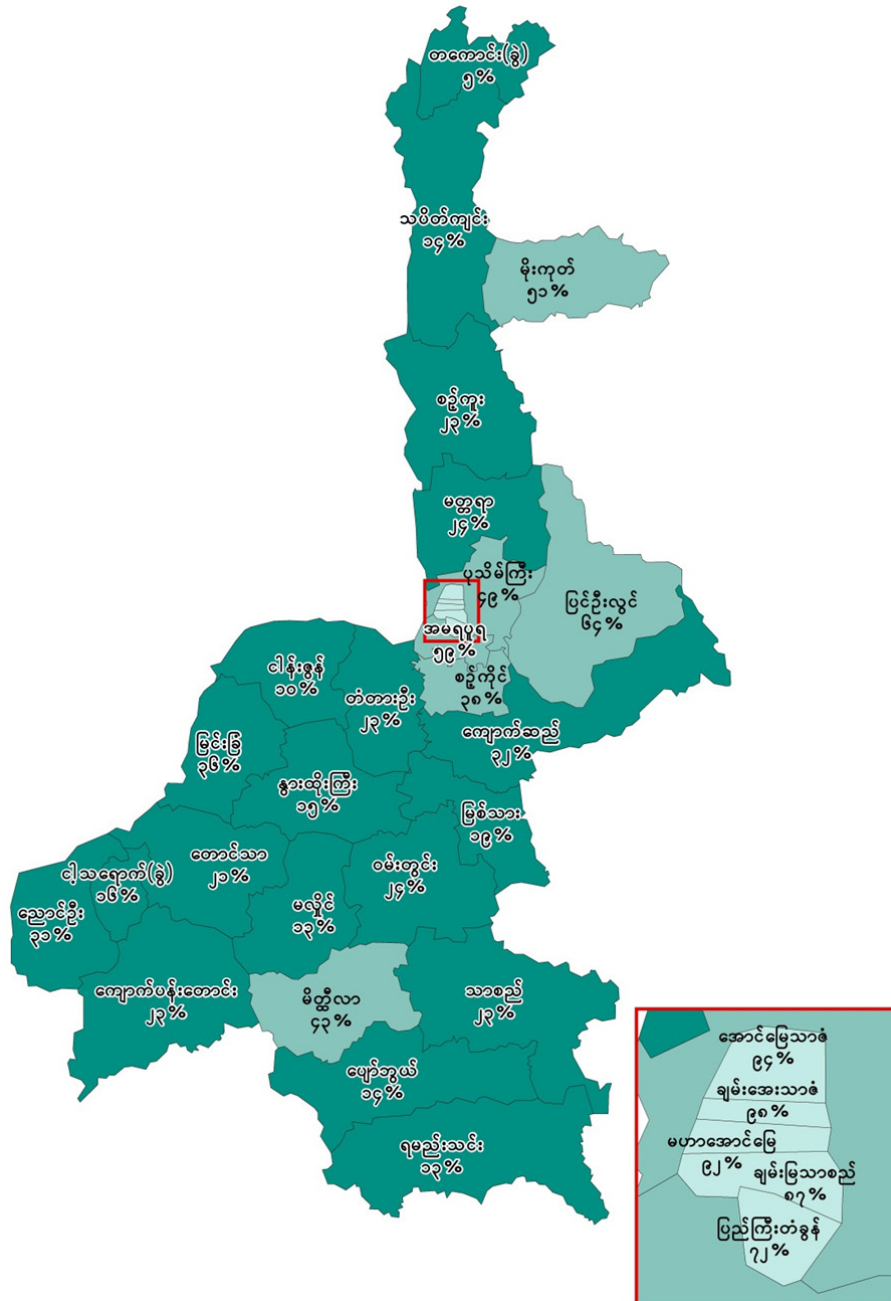 တကောင်း(ခွဲ)
၅%
သပိတ်ကျင်း
၁၄%
မိုးကုတ်
၅၁%
စဉ့်ကူး
၂၃%
မတ္တရာ
၂၄%
ပုသိမ်ကြီး
၄၉%
ပြင်ဦးလွင်
၆၄%
အမရပူရ
၅၉%
စဉ့်ကိုင်
၃၈%
ငါန်းဇွန်
၁၀%
တံတားဦး
၂၃%
ကျောက်ဆည်
၃၂%
မြင်းခြံ
၃၆%
နွားထိုးကြီး
၁၅%
မြစ်သား
၁၉%
တောင်သာ
၂၁%
ဝမ်းတွင်း
၂၄%
ငါ့သရောက်(ခွဲ)
၁၆%
မလှိုင်
၁၃%
ညောင်ဦး
၃၁%
ကျောက်ပန်းတောင်း
၂၃%
မိတ္ထီလာ
၄၃%
သာစည်
၂၃%
ပျော်ဘွယ်
၁၄%
ရမည်းသင်း
၁၃%
အောင်မြေသာဇံ
၉၄%
ချမ်းအေးသာဇံ
၉၈%
မဟာအောင်မြေ
၉၂%
ချမ်းမြသာစည်
၈၇%
ပြည်ကြီးတံခွန်
၇၂%